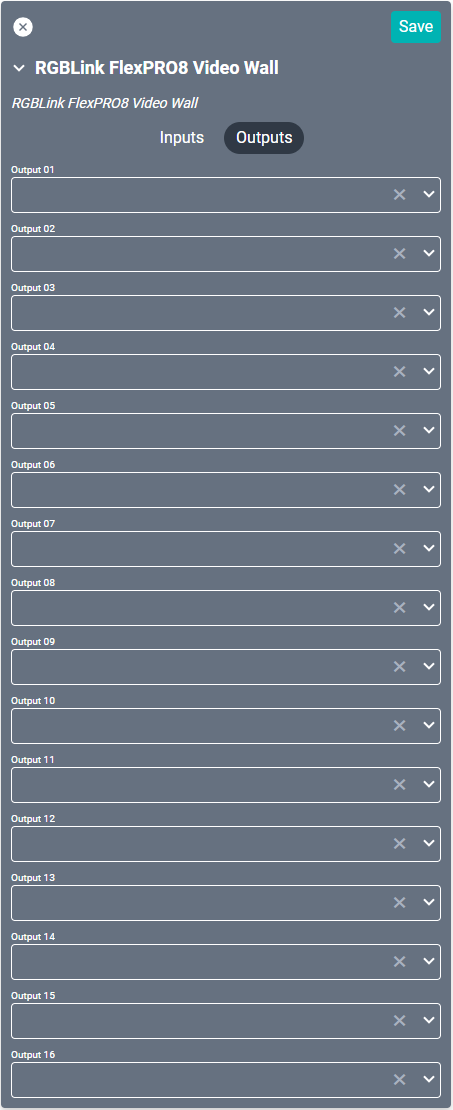 Save
RGBLink FlexPRO8 Video Wall
RGBLink FlexPRO8 Video Wall
Inputs Outputs
Output 01
Output 02
Output 03
Output 04
Output 05
Output 06
Output 07
Output 08
Output 09
Output 10
Output 11
Output 12
Output 13
Output 14
Output 15
Output 16